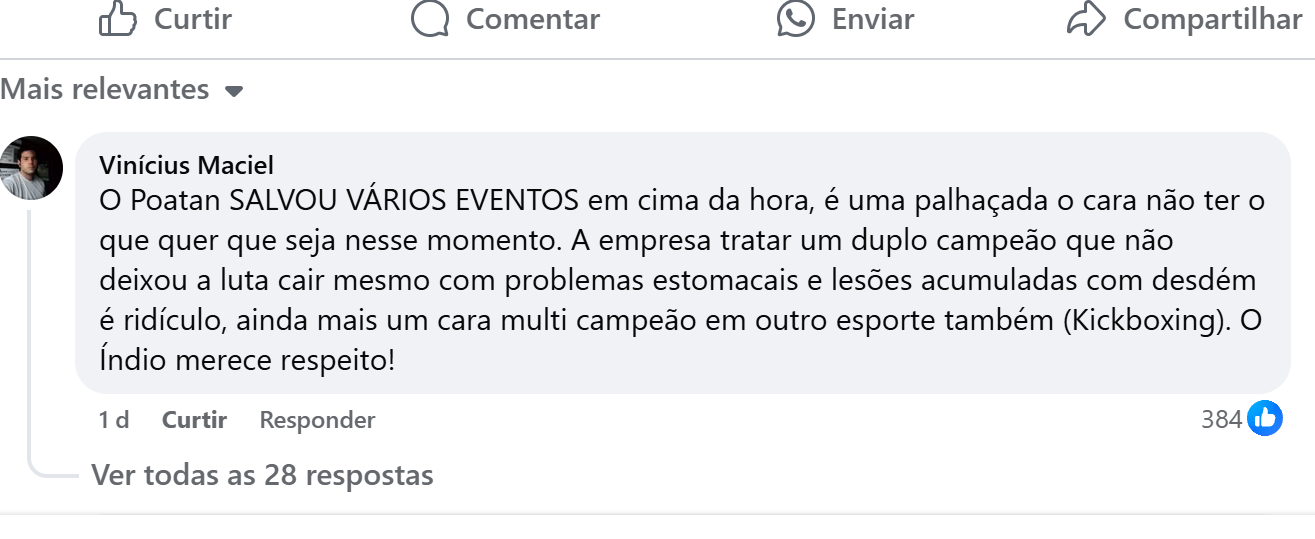 Curtir Comentar Enviar Compartilhar
Mais relevantes
Vinícius Maciel
O Poatan SALVOU VÁRIOS EVENTOS em cima da hora, é uma palhaçada o cara não ter o
que quer que seja nesse momento. A empresa tratar um duplo campeão que não
deixou a luta cair mesmo com problemas estomacais e lesões acumuladas com desdém
é ridículo, ainda mais um cara multi campeão em outro esporte também (Kickboxing). O
Índio merece respeito!
1 d Curtir Responder 384
Ver todas as 28 respostas